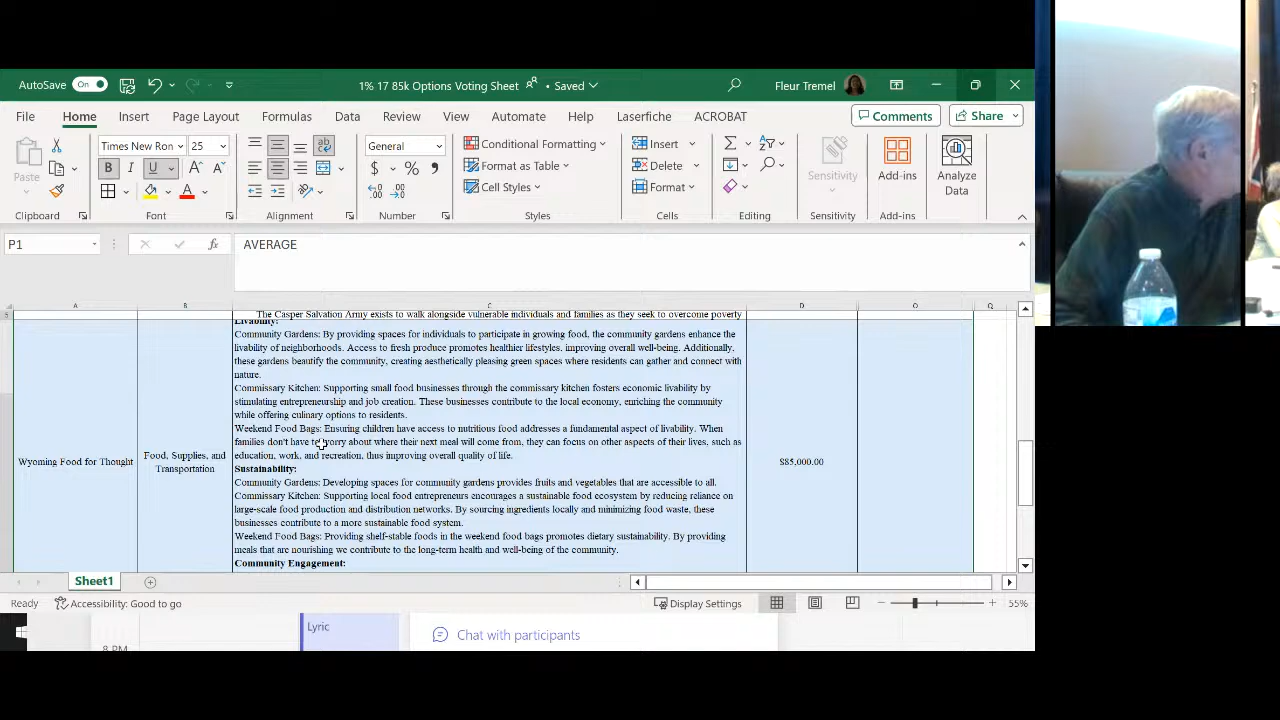 AutoSave On 1% 17 85k Options Voting Sheet • Saved Fleur Tremel
File Home Insert Page Layout Formulas Data Review View Automate Help Laserfiche ACROBAT Comments Share
Times New Ron 25 General Conditional Formatting Insert
Paste B I U $ % Format as Table Delete Sensitivity Add-ins Analyze Data
Cell Styles Format
Clipboard Font Alignment Number Styles Cells Editing Sensitivity Add-ins
P1 fx AVERAGE
A B C D O Q
5 The Casper Salvation Army exists to walk alongside vulnerable individuals and families as they seek to overcome poverty
Livability:
Community Gardens: By providing spaces for individuals to participate in growing food, the community gardens enhance the
livability of neighborhoods. Access to fresh produce promotes healthier lifestyles, improving overall well-being. Additionally,
these gardens beautify the community, creating aesthetically pleasing green spaces where residents can gather and connect with
nature.
Commissary Kitchen: Supporting small food businesses through the commissary kitchen fosters economic livability by
stimulating entrepreneurship and job creation. These businesses contribute to the local economy, enriching the community
while offering culinary options to residents.
Weekend Food Bags: Ensuring children have access to nutritious food addresses a fundamental aspect of livability. When
families don't have to worry about where their next meal will come from, they can focus on other aspects of their lives, such as
education, work, and recreation, thus improving overall quality of life.
Wyoming Food for Thought
Food, Supplies, and
Transportation
$85,000.00
Sustainability:
Community Gardens: Developing spaces for community gardens provides fruits and vegetables that are accessible to all.
Commissary Kitchen: Supporting local food entrepreneurs encourages a sustainable food ecosystem by reducing reliance on
large-scale food production and distribution networks. By sourcing ingredients locally and minimizing food waste, these
businesses contribute to a more sustainable food system.
Weekend Food Bags: Providing shelf-stable foods in the weekend food bags promotes dietary sustainability. By providing
meals that are nourishing we contribute to the long-term health and well-being of the community.
Community Engagement:
Sheet1
Ready Accessibility: Good to go Display Settings 55%
Lyric Chat with participants
8 PM